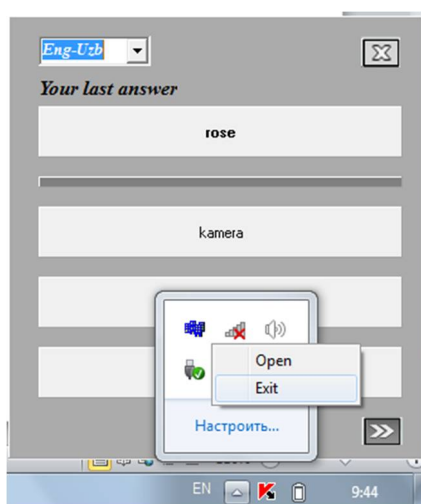 Eng-Uzb
Your last answer
rose
kamera
Open
Exit
Настроить...
EN
9:44